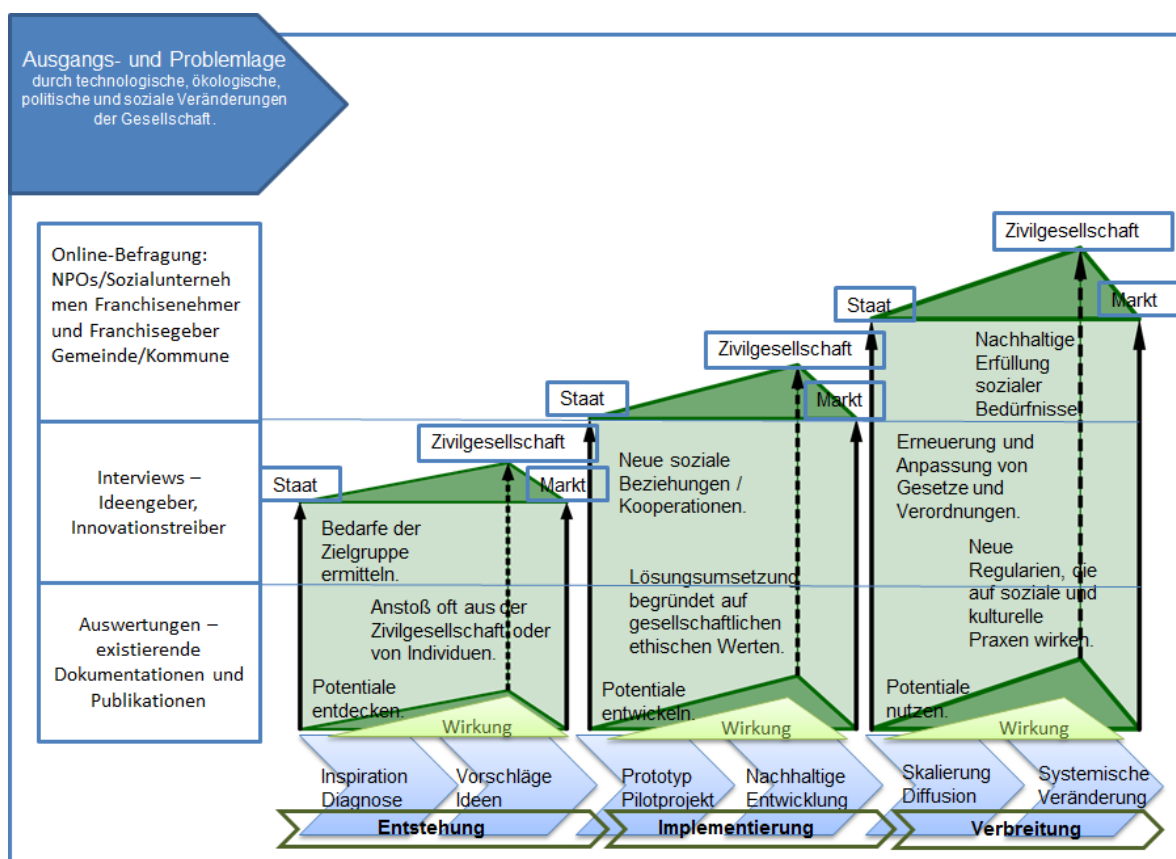 Ausgangs- und Problemlage
durch technologische, ökologische,
politische und soziale Veränderungen
der Gesellschaft.
Online-Befragung:
NPOs/Sozialunterneh
men Franchisenehmer
und Franchisegeber
Gemeinde/Kommune
Interviews –
Ideengeber,
Innovationstreiber
Auswertungen –
existierende
Dokumentationen und
Publikationen
Staat
Zivilgesellschaft
Markt
Bedarfe der
Zielgruppe
ermitteln.
Anstoß oft aus der
Zivilgesellschaft oder
von Individuen.
Potentiale
entdecken.
Wirkung
Staat
Zivilgesellschaft
Markt
Neue soziale
Beziehungen /
Kooperationen.
Lösungsumsetzung
begründet auf
gesellschaftlichen
ethischen Werten.
Potentiale
entwickeln.
Wirkung
Staat
Zivilgesellschaft
Markt
Nachhaltige
Erfüllung
sozialer
Bedürfnisse
Erneuerung und
Anpassung von
Gesetze und
Verordnungen.
Neue
Regularien, die
auf soziale und
kulturelle
Praxen wirken.
Potentiale
nutzen.
Wirkung
Inspiration
Diagnose
Vorschläge
Ideen
Prototyp
Pilotprojekt
Nachhaltige
Entwicklung
Skalierung
Diffusion
Systemische
Veränderung
Entstehung
Implementierung
Verbreitung